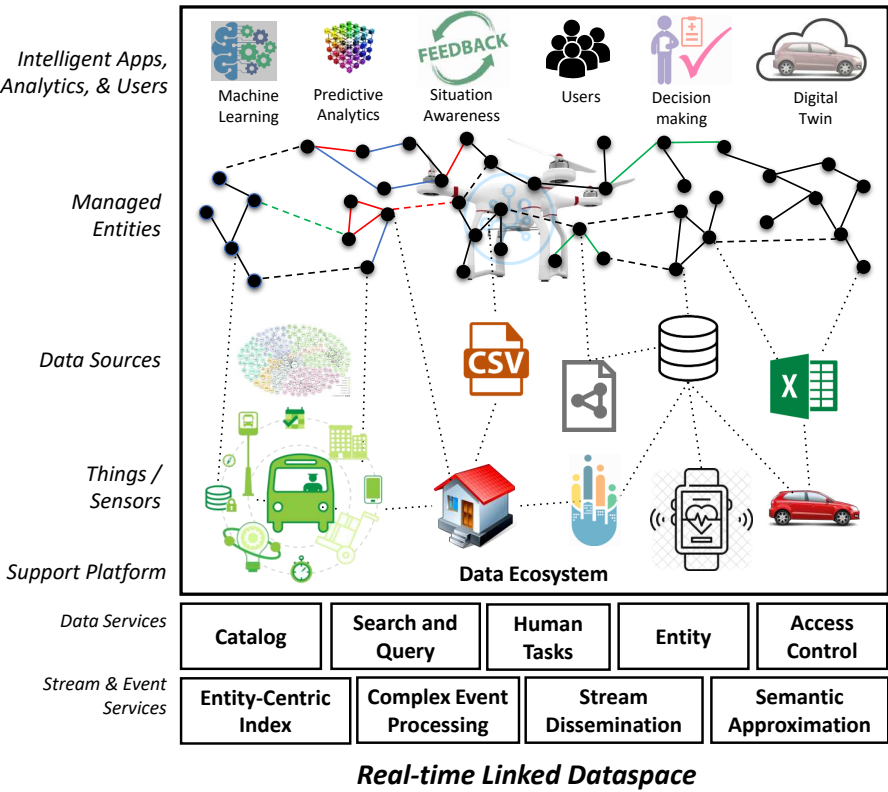 Intelligent Apps,
Analytics, & Users
FEEDBACK
Machine
Learning
Predictive
Analytics
Situation
Awareness
Users
Decision
making
Digital
Twin
Managed
Entities
Data Sources
CSV
X
Things /
Sensors
Support Platform
Data Ecosystem
Data Services
Catalog
Search and
Query
Human
Tasks
Entity
Access
Control
Stream & Event
Services
Entity-Centric
Index
Complex Event
Processing
Stream
Dissemination
Semantic
Approximation
Real-time Linked Dataspace